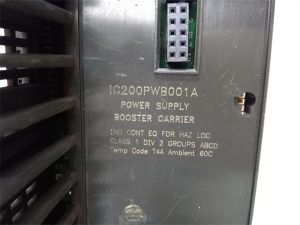 IC200PWB001A
POWER SUPPLY
BOOSTER CARRIER
IND CONT EQ FOR HAZ LOC
CLASS 1 DIV 2 GROUPS ABCD
Temp Code T4A Ambient 60C